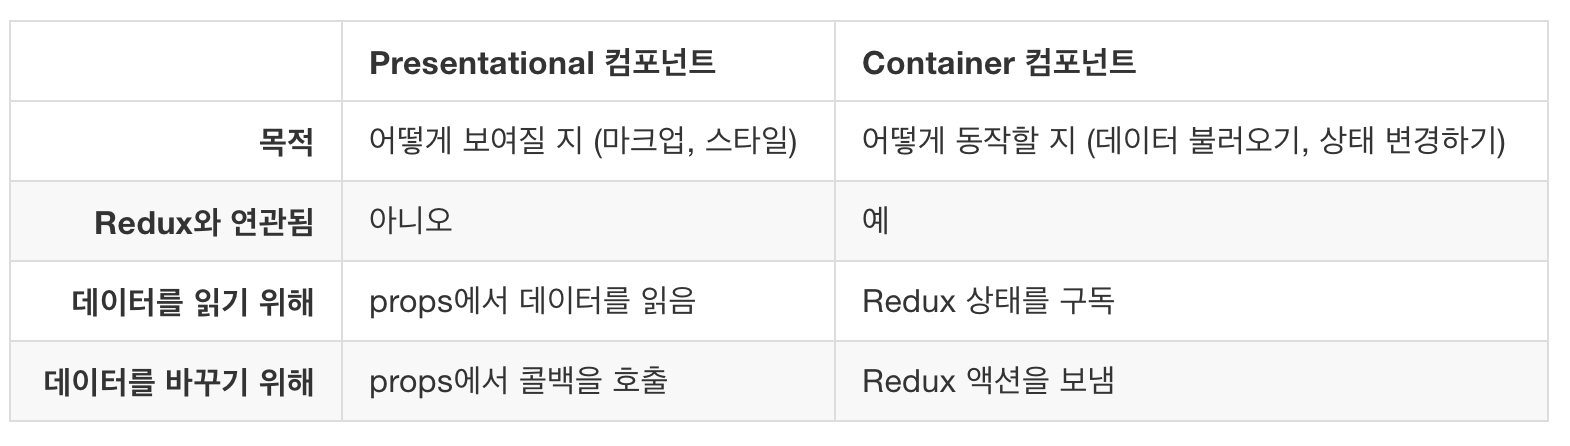 Presentational 컴포넌트 Container 컴포넌트
목적 어떻게 보여질 지 (마크업, 스타일) 어떻게 동작할 지 (데이터 불러오기, 상태 변경하기)
Redux와 연관됨 아니오 예
데이터를 읽기 위해 props에서 데이터를 읽음 Redux 상태를 구독
데이터를 바꾸기 위해 props에서 콜백을 호출 Redux 액션을 보냄